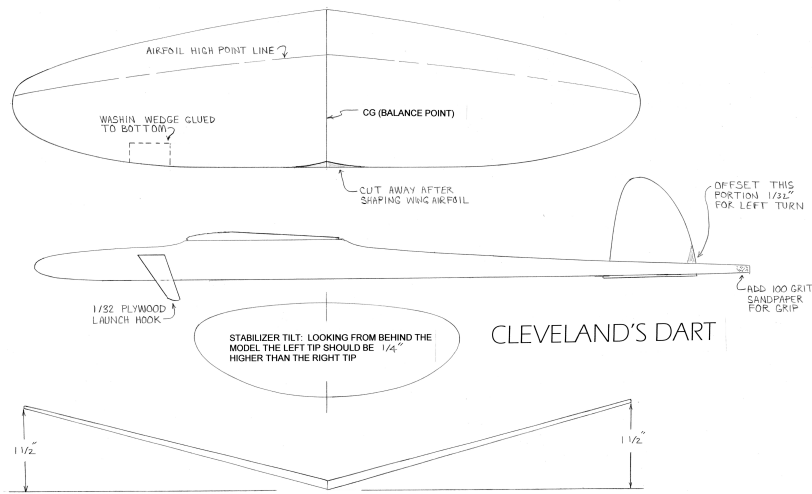 AIRFOIL HIGH POINT LINE
WASHIN WEDGE GLUED
TO BOTTOM
CG (BALANCE POINT)
CUT AWAY AFTER
SHAPING WING AIRFOIL
OFFSET THIS
PORTION 1/32"
FOR LEFT TURN
1/32 PLYWOOD
LAUNCH HOOK
ADD 100 GRIT
SANDPAPER
FOR GRIP
STABILIZER TILT: LOOKING FROM BEHIND THE
MODEL THE LEFT TIP SHOULD BE 1/4"
HIGHER THAN THE RIGHT TIP
CLEVELAND'S DART
1 1/2"
1 1/2"